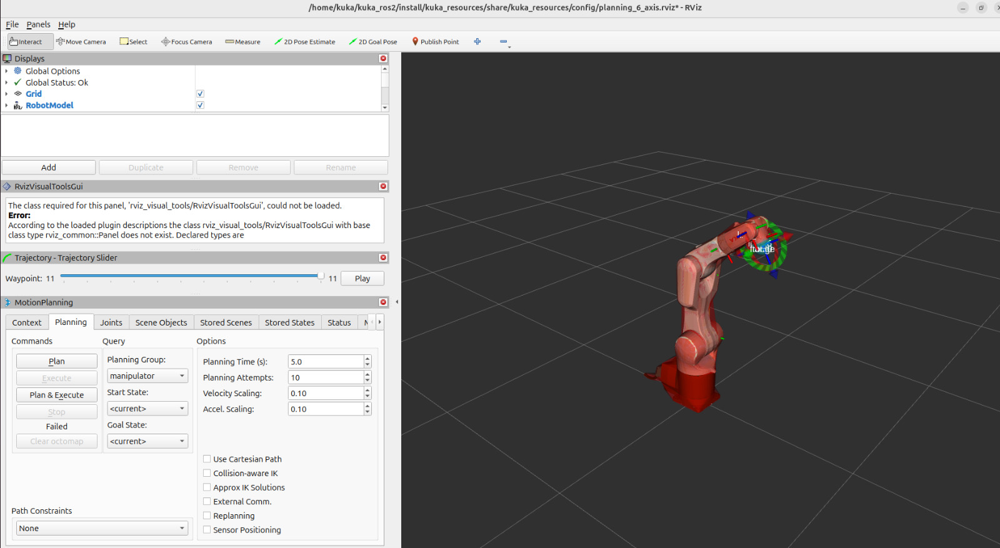 /home/kuka/kuka_ros2/install/kuka_resources/share/kuka_resources/config/planning_6_axis.rviz* - RViz
File Panels Help
Interact Move Camera Select Focus Camera Measure 2D Pose Estimate 2D Goal Pose Publish Point
Displays
Global Options
Global Status: Ok
Grid
RobotModel
Add Duplicate Remove Rename
RvizVisualToolsGui
The class required for this panel, 'rviz_visual_tools/RvizVisualToolsGui', could not be loaded.
Error:
According to the loaded plugin descriptions the class rviz_visual_tools/RvizVisualToolsGui with base
class type rviz_common::Panel does not exist. Declared types are
Trajectory - Trajectory Slider
Waypoint: 11 11 Play
MotionPlanning
Context Planning Joints Scene Objects Stored Scenes Stored States Status
Commands Query Options
Plan
Execute
Plan & Execute
Stop
Failed
Clear octomap
Planning Group:
manipulator
Start State:
<current>
Goal State:
<current>
Planning Time (s): 5.0
Planning Attempts: 10
Velocity Scaling: 0.10
Accel. Scaling: 0.10
Use Cartesian Path
Collision-aware IK
Approx IK Solutions
External Comm.
Replanning
Sensor Positioning
Path Constraints
None
KUKA